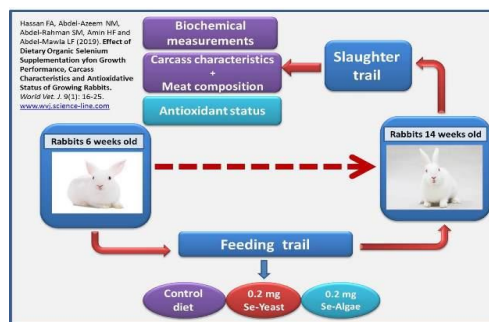 Hassan FA, Abdel-Azeem NM,
Abdel-Rahman SM, Amin HF and
Abdel-Mawla LF (2019). Effect of
Dietary Organic Selenium
Supplementation yfon Growth
Performance, Carcass
Characteristics and Antioxidative
Status of Growing Rabbits.
World Vet. J. 9(1): 16-25.
www.wvj.science-line.com
Biochemical
measurements
Carcass characteristics
+
Meat composition
Antioxidant status
Slaughter
trail
Rabbits 6 weeks old
Rabbits 14 weeks old
Feeding trail
Control
diet
0.2 mg
Se-Yeast
0.2 mg
Se-Algae